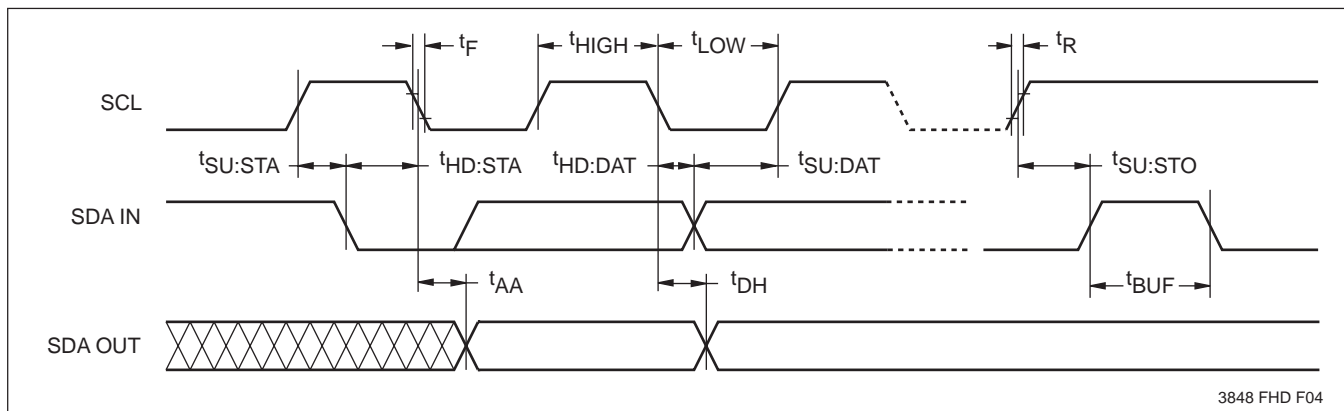 tF tHIGH tLOW tR
SCL
tSU:STA tHD:STA tHD:DAT tSU:DAT tSU:STO
SDA IN
tAA tDH tBUF
SDA OUT
3848 FHD F04